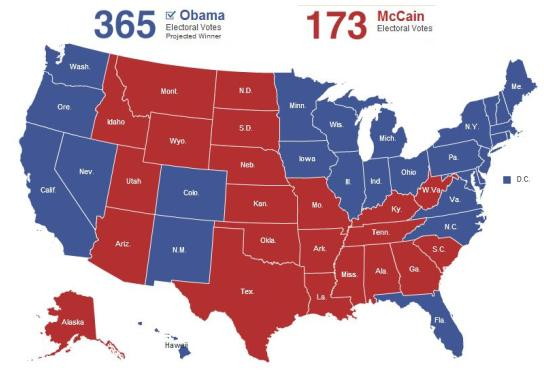 365 Obama
Electoral Votes
Projected Winner
173 McCain
Electoral Votes
Wash.
Ore.
Calif.
Nev.
Idaho
Mont.
Wyo.
Utah
Colo.
Ariz.
N.M.
N.D.
S.D.
Neb.
Kan.
Okla.
Tex.
Minn.
Iowa
Mo.
Ark.
La.
Wis.
Ill.
Mich.
Ind.
Ohio
Ky.
Tenn.
Miss.
Ala.
Ga.
Fla.
S.C.
N.C.
Va.
W.Va.
Pa.
N.Y.
Me.
D.C.
Alaska
Hawaii